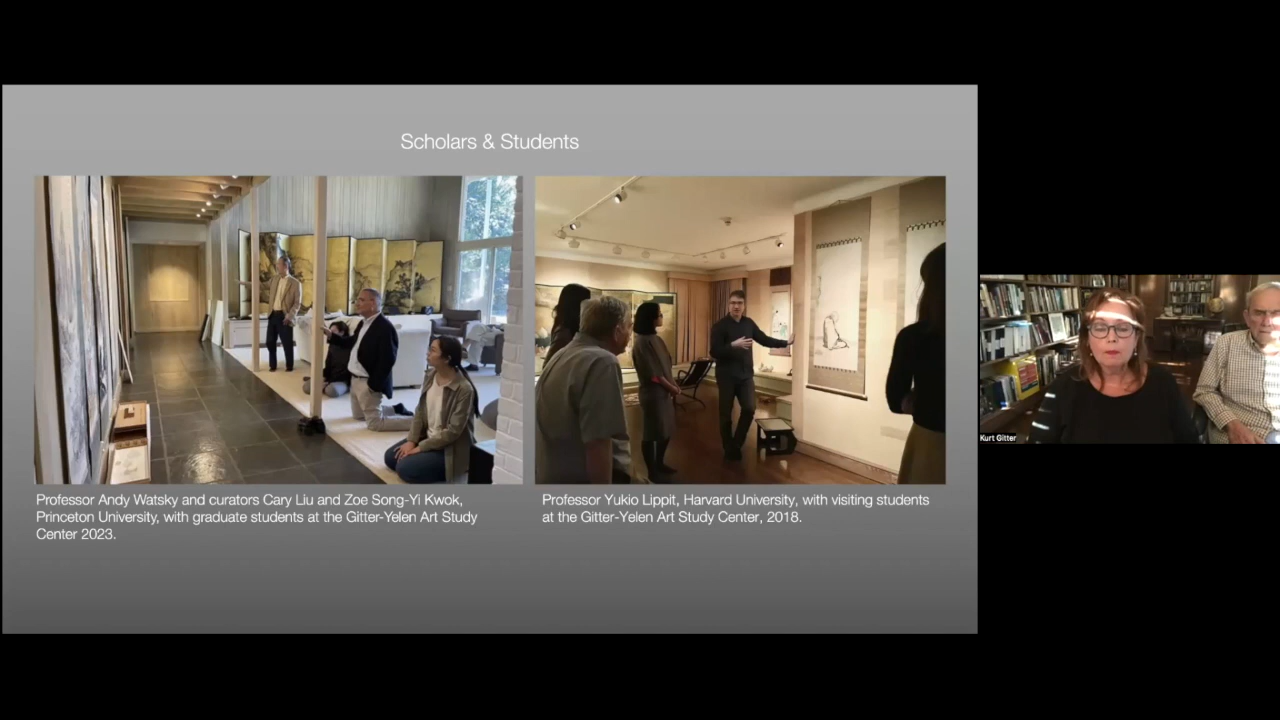 Scholars & Students
Professor Andy Watsky and curators Cary Liu and Zoe Song-Yi Kwok,
Princeton University, with graduate students at the Gitter-Yelen Art Study
Center 2023.
Professor Yukio Lippit, Harvard University, with visiting students
at the Gitter-Yelen Art Study Center, 2018.
Kurt Gitter